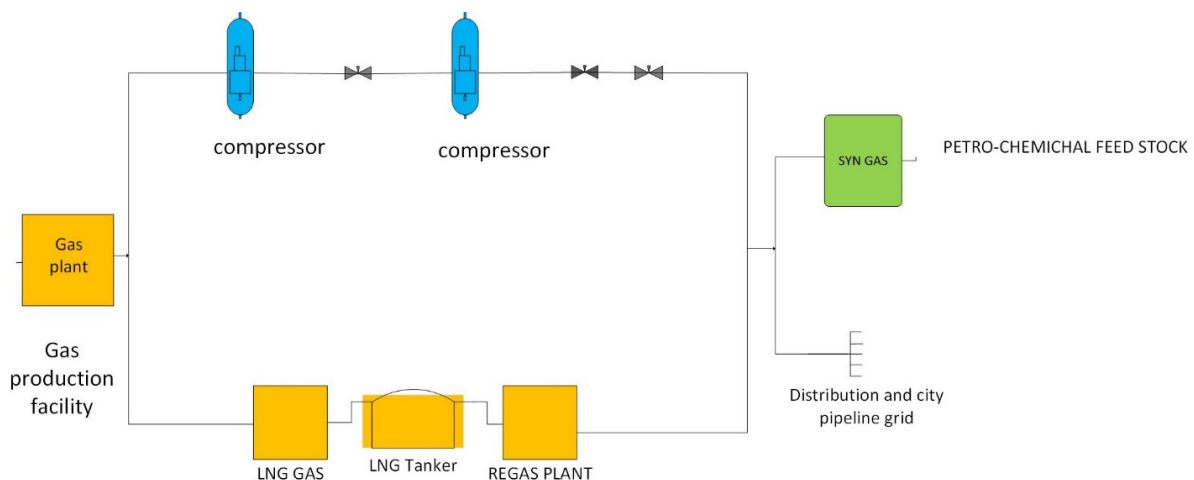 compressor
compressor
SYN GAS
PETRO-CHEMICHAL FEED STOCK
Gas
plant
Gas
production
facility
LNG GAS
LNG Tanker
REGAS PLANT
Distribution and city
pipeline grid